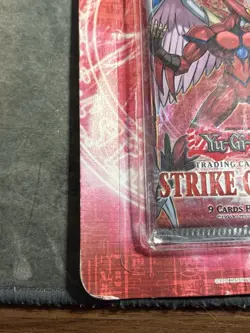 Yu-Gi
TRADING CA
STRIKE
9 CARDS